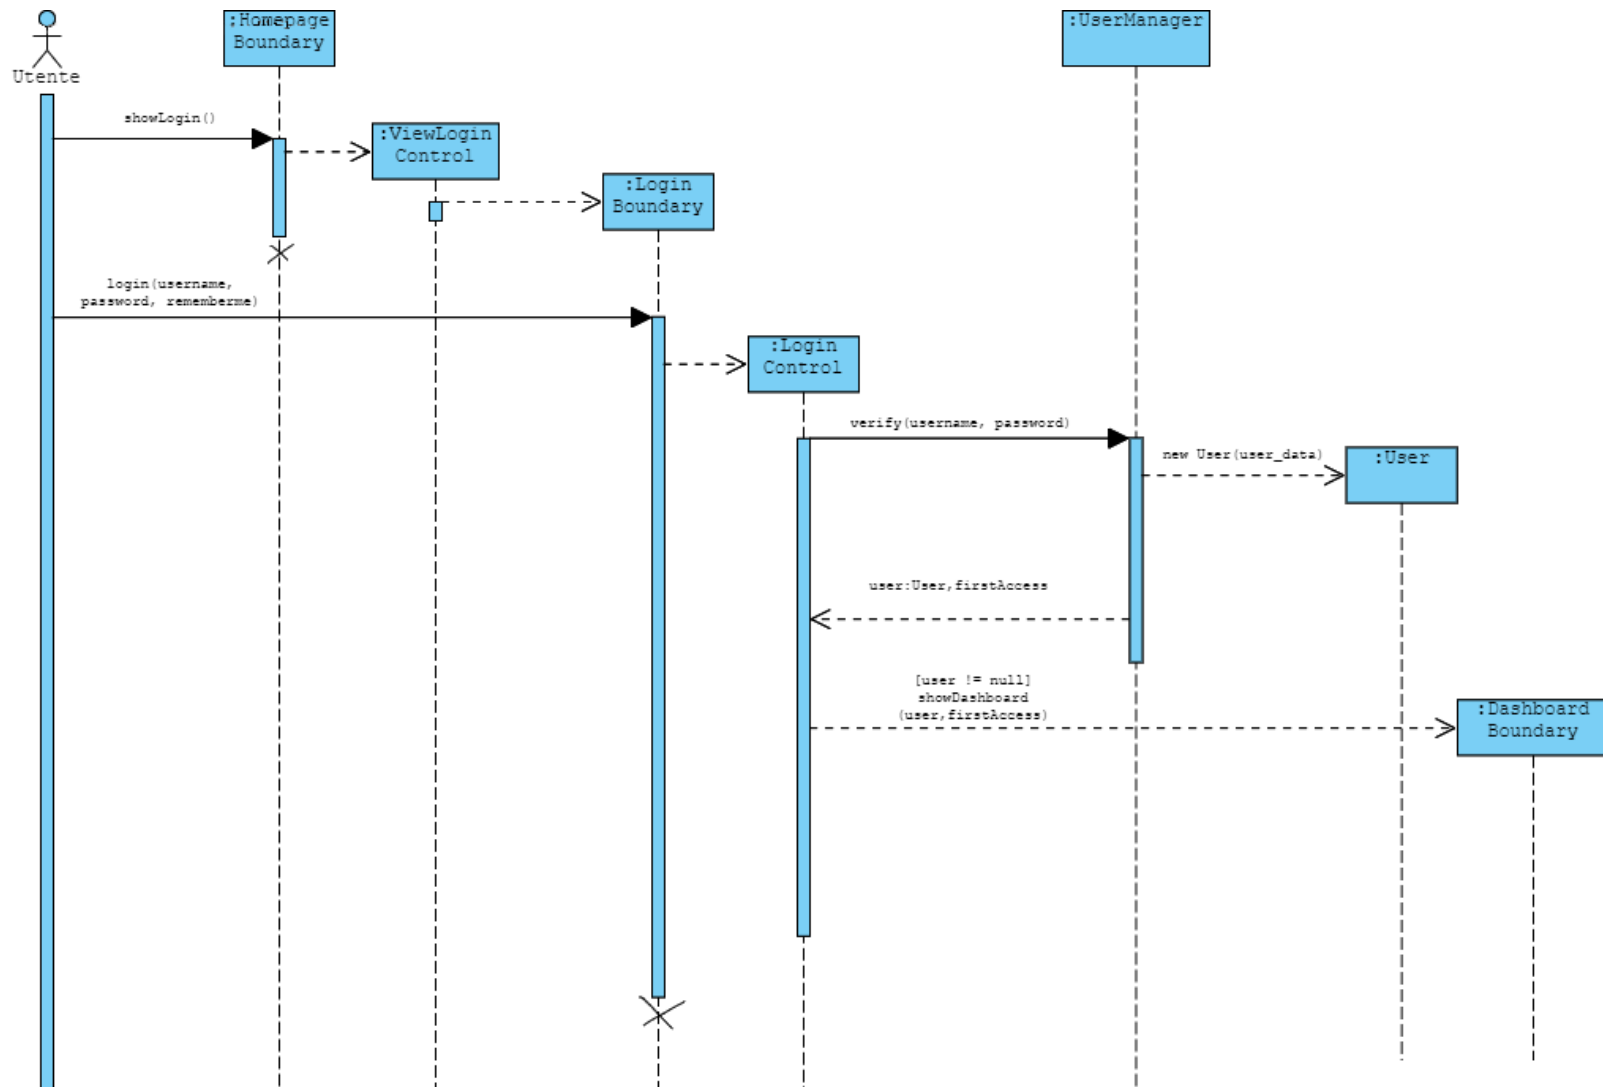 :Homepage
Boundary
:UserManager
Utente
showLogin()
:ViewLogin
Control
:Login
Boundary
login(username,
password, rememberme)
:Login
Control
verify(username, password)
new User(user_data)
:User
user:User,firstAccess
[user != null]
showDashboard
(user,firstAccess)
:Dashboard
Boundary